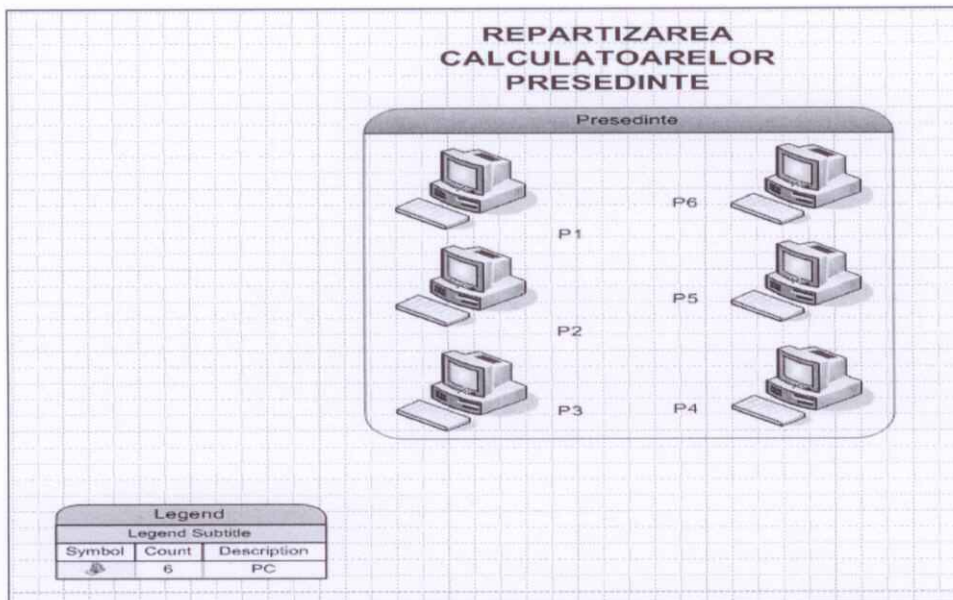 REPARTIZAREA
CALCULATOARELOR
PRESEDINTE
Presedinte
P6
P1
P5
P2
P3 P4
Legend
Legend Subtitle
Symbol Count Description
6 PC